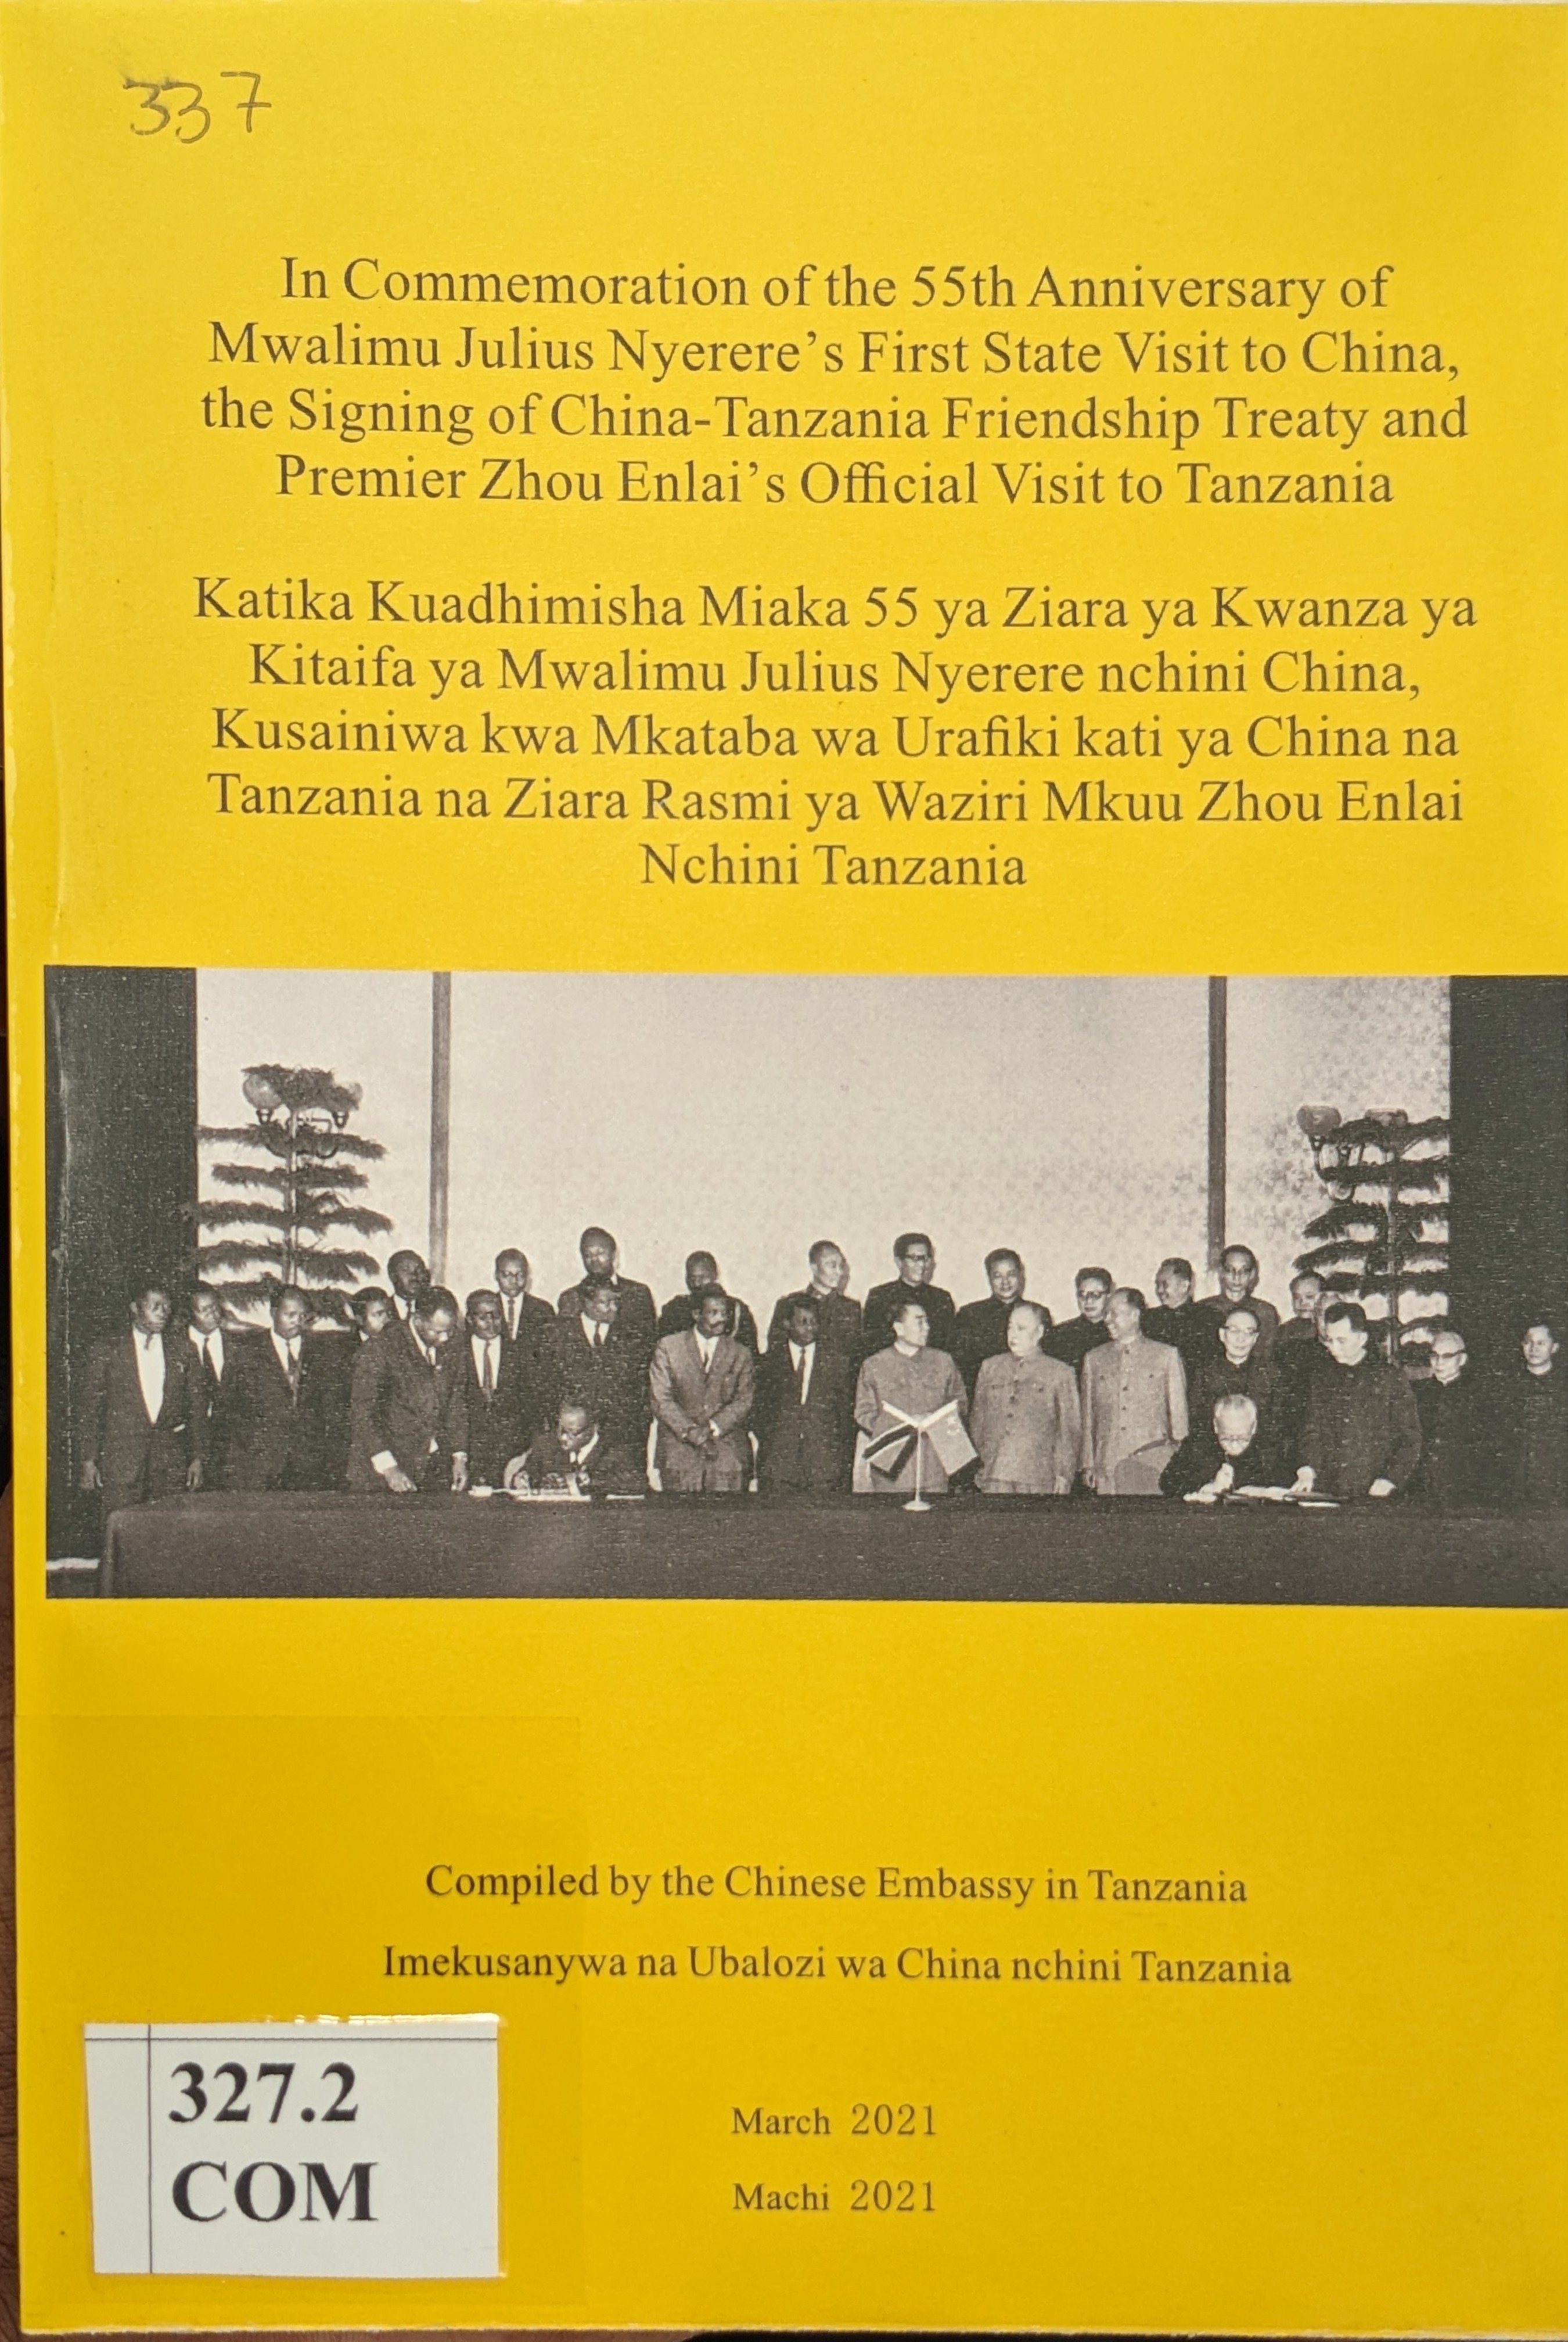 337
In Commemoration of the 55th Anniversary of
Mwalimu Julius Nyerere's First State Visit to China,
the Signing of China-Tanzania Friendship Treaty and
Premier Zhou Enlai's Official Visit to Tanzania
Katika Kuadhimisha Miaka 55 ya Ziara ya Kwanza ya
Kitaifa ya Mwalimu Julius Nyerere nchini China,
Kusainiwa kwa Mkataba wa Urafiki kati ya China na
Tanzania na Ziara Rasmi ya Waziri Mkuu Zhou Enlai
Nchini Tanzania
Compiled by the Chinese Embassy in Tanzania
Imekusanywa na Ubalozi wa China nchini Tanzania
March 2021
Machi 2021
327.2
COM